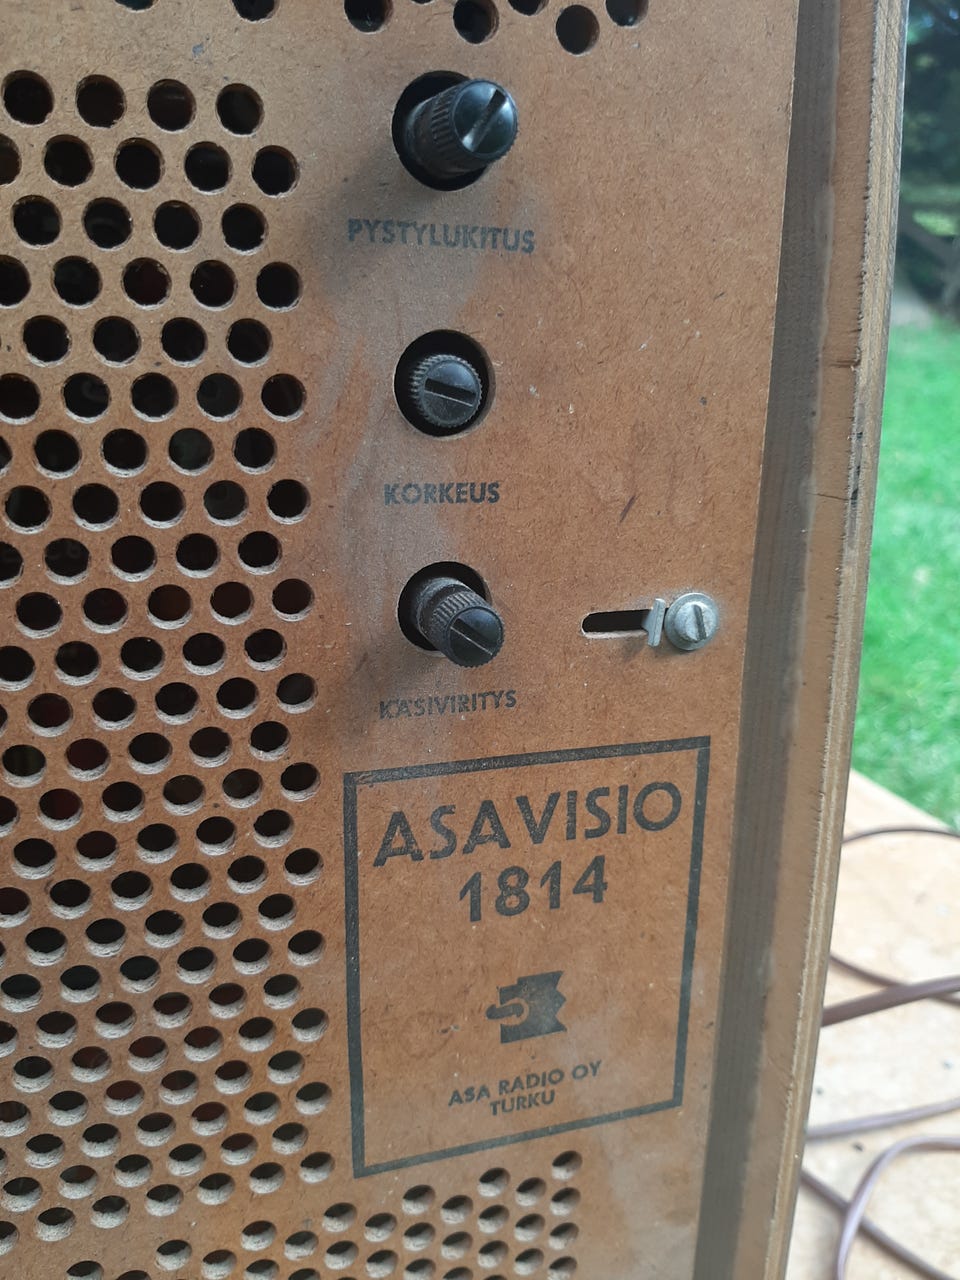 PYSTYLUKITUS
KORKEUS
KÄSIVIRITYS
ASAVISIO
1814
ASA RADIO OY
TURKU